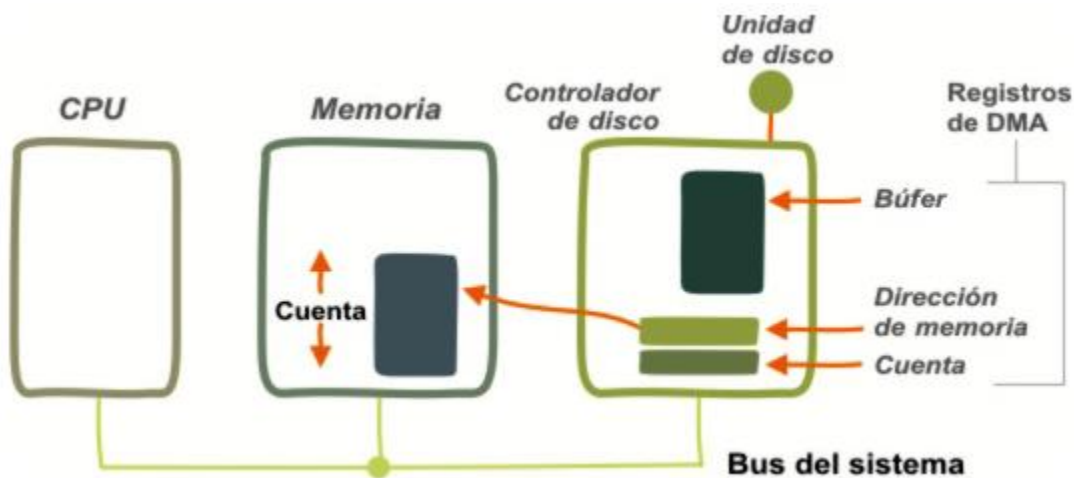 Unidad
de disco
CPU
Memoria
Controlador
de disco
Registros
de DMA
Búfer
Cuenta
Dirección
de memoria
Cuenta
Bus del sistema